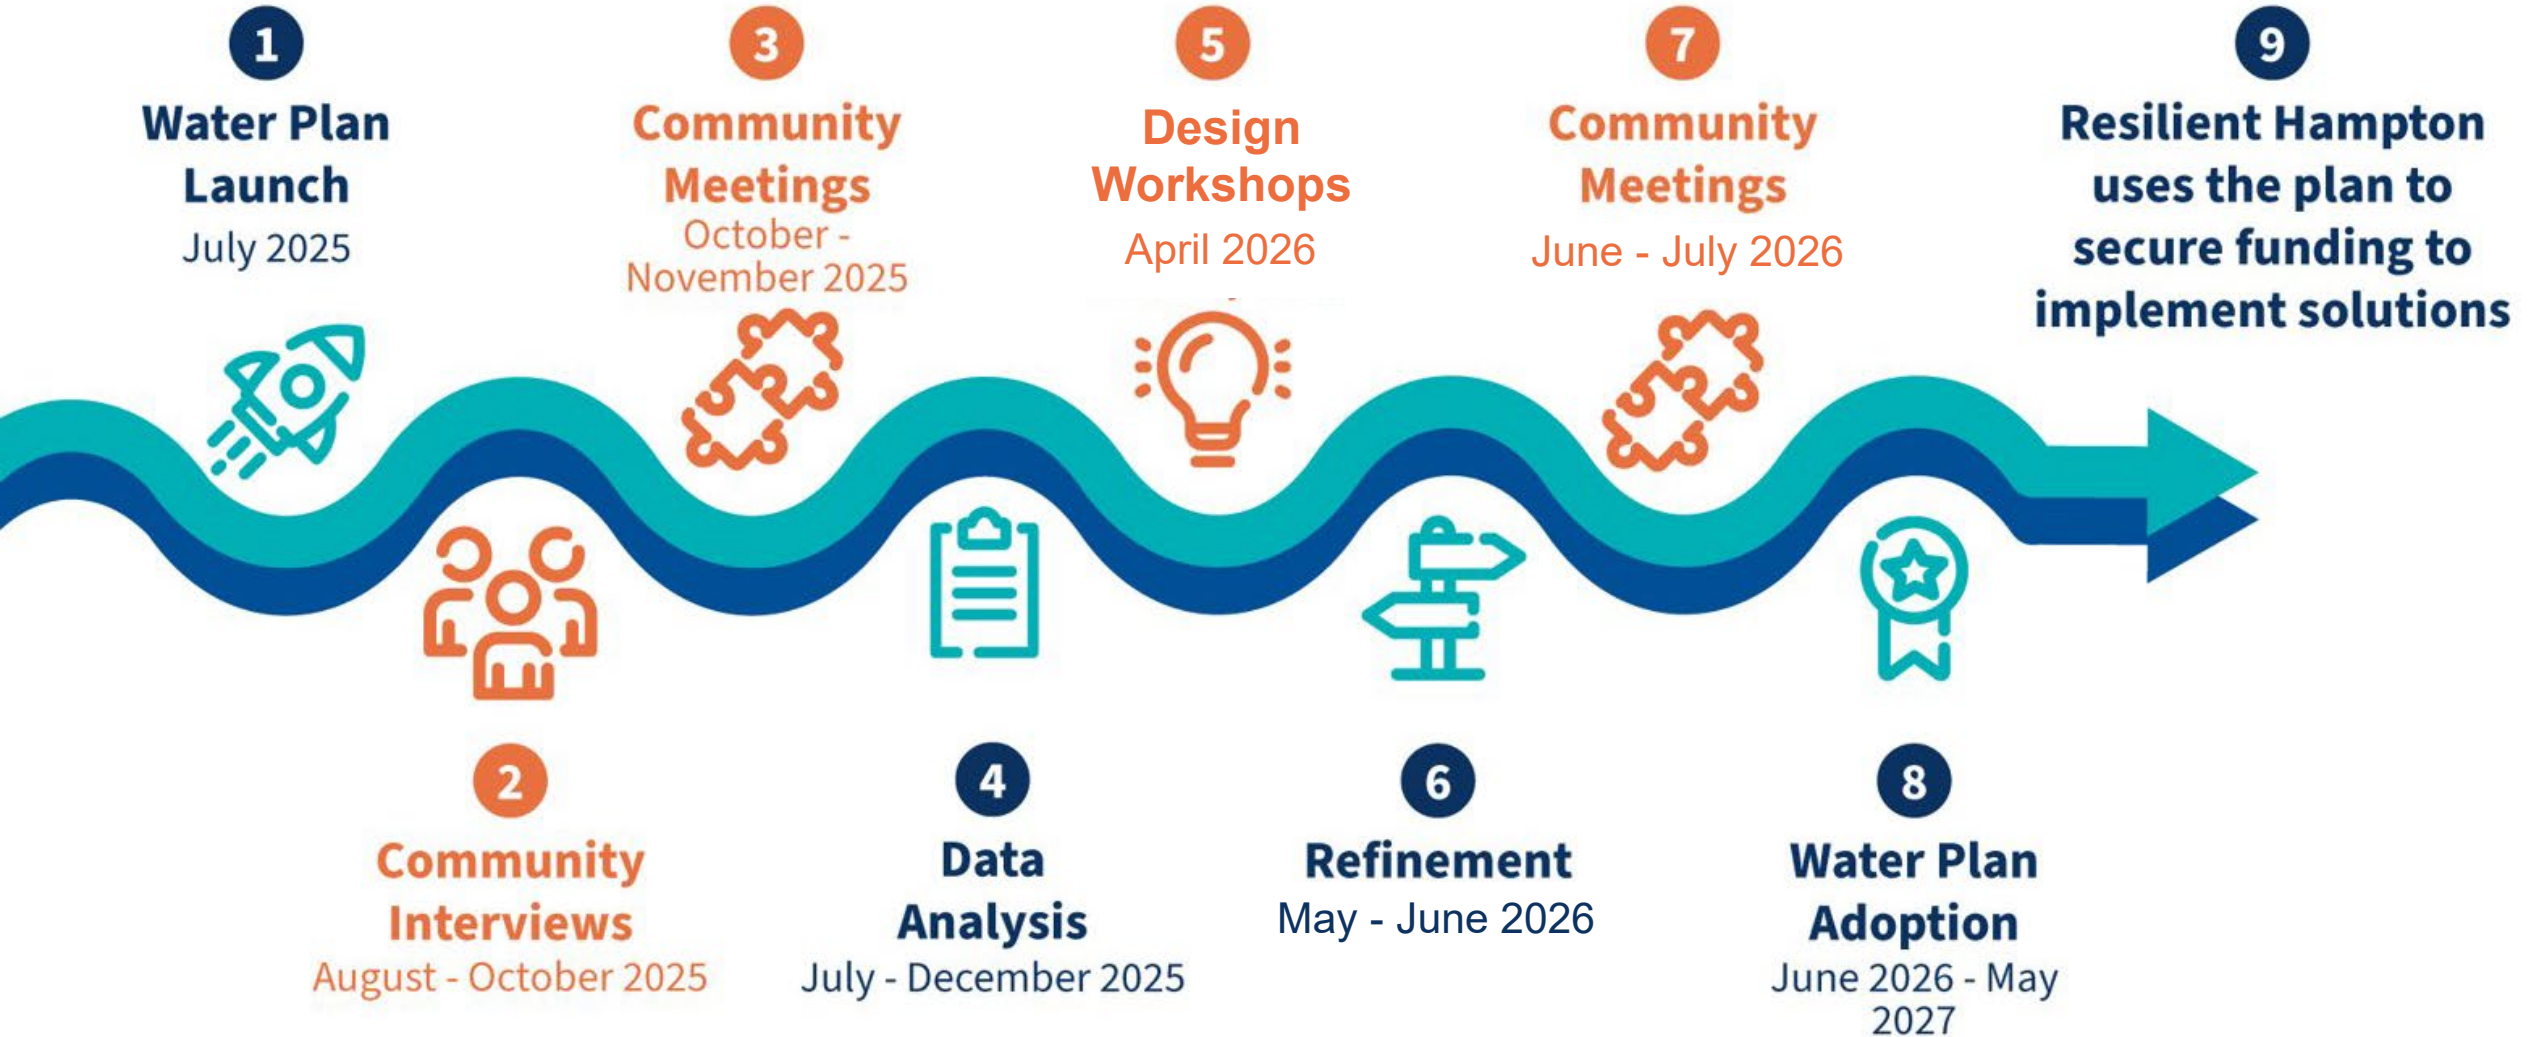 1
Water Plan
Launch
July 2025
3
Community
Meetings
October -
November 2025
5
Design
Workshops
April 2026
7
Community
Meetings
June - July 2026
9
Resilient Hampton
uses the plan to
secure funding to
implement solutions
2
Community
Interviews
August - October 2025
4
Data
Analysis
July - December 2025
6
Refinement
May - June 2026
8
Water Plan
Adoption
June 2026 - May
2027